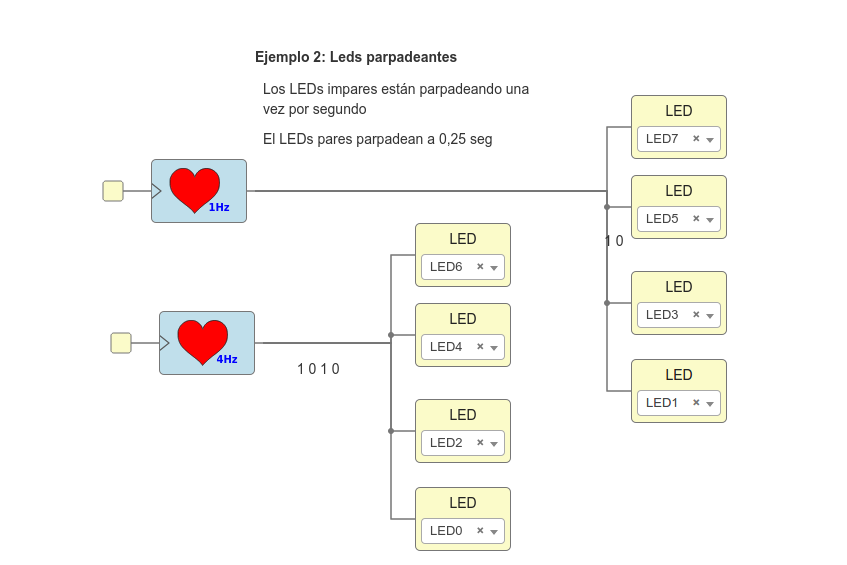 Ejemplo 2: Leds parpadeantes
Los LEDs impares están parpadeando una
vez por segundo
El LEDs pares parpadean a 0,25 seg
1Hz
LED
LED7
LED
LED5
1 0
LED
LED3
LED
LED1
4Hz
1 0 1 0
LED
LED6
LED
LED4
LED
LED2
LED
LED0